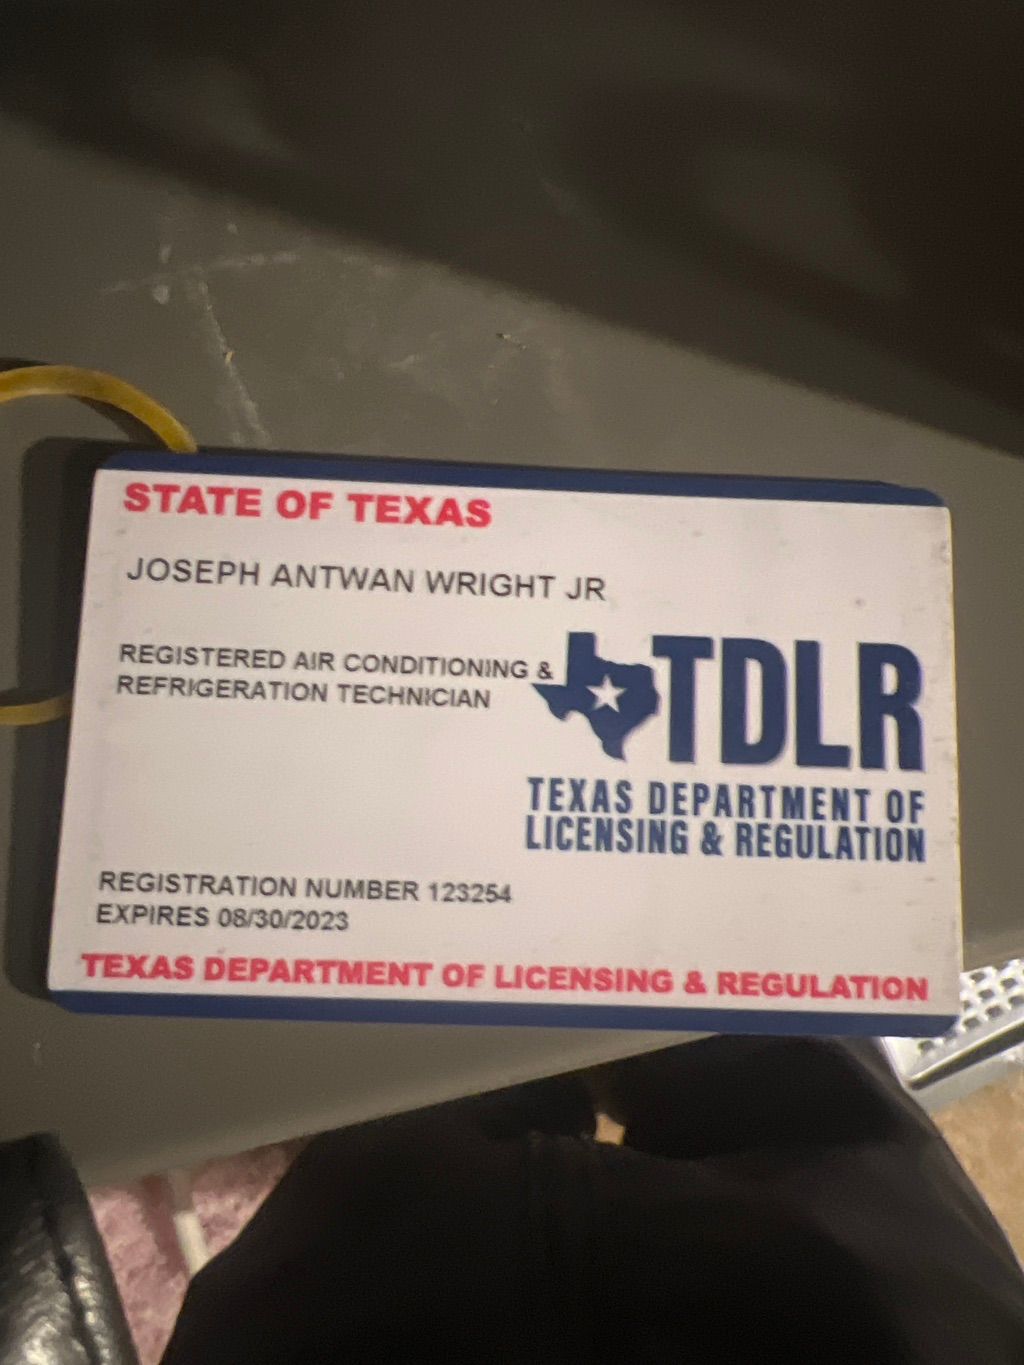 STATE OF TEXAS
JOSEPH ANTWAN WRIGHT JR
REGISTERED AIR CONDITIONING &
REFRIGERATION TECHNICIAN
TDLR
TEXAS DEPARTMENT OF
LICENSING & REGULATION
REGISTRATION NUMBER 123254
EXPIRES 08/30/2023
TEXAS DEPARTMENT OF LICENSING & REGULATION